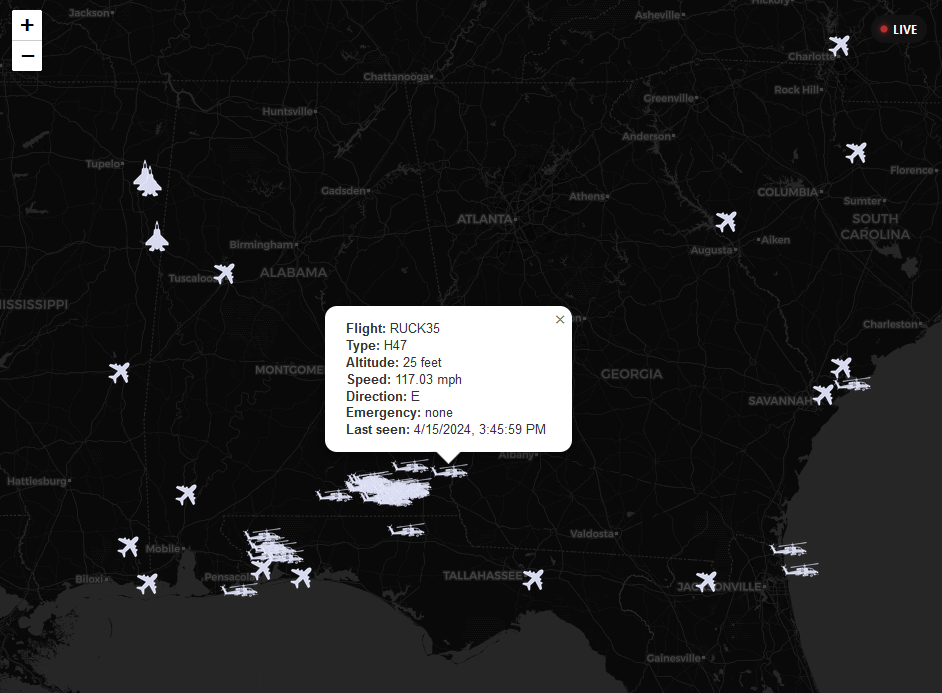 Jackson
Asheville
Hickory
+
−
LIVE
Charlotte
Chattanooga
Rock Hill
Huntsville
Greenville
Anderson
Tupelo
Florence
Gadsden
Athens
COLUMBIA
Sumter
ATLANTA
SOUTH
CAROLINA
Birmingham
Augusta
Aiken
Tuscaloo
ALABAMA
ISSISSIPPI
Charleston
×
Flight: RUCK35
Type: H47
Altitude: 25 feet
Speed: 117.03 mph
Direction: E
Emergency: none
Last seen: 4/15/2024, 3:45:59 PM
MONTGOME
GEORGIA
SAVANNAH
Albany
Hattiesburg
Valdosta
Mobile
Biloxi
Pensacola
TALLAHASSEE
JACKSONVILLE
Gainesville